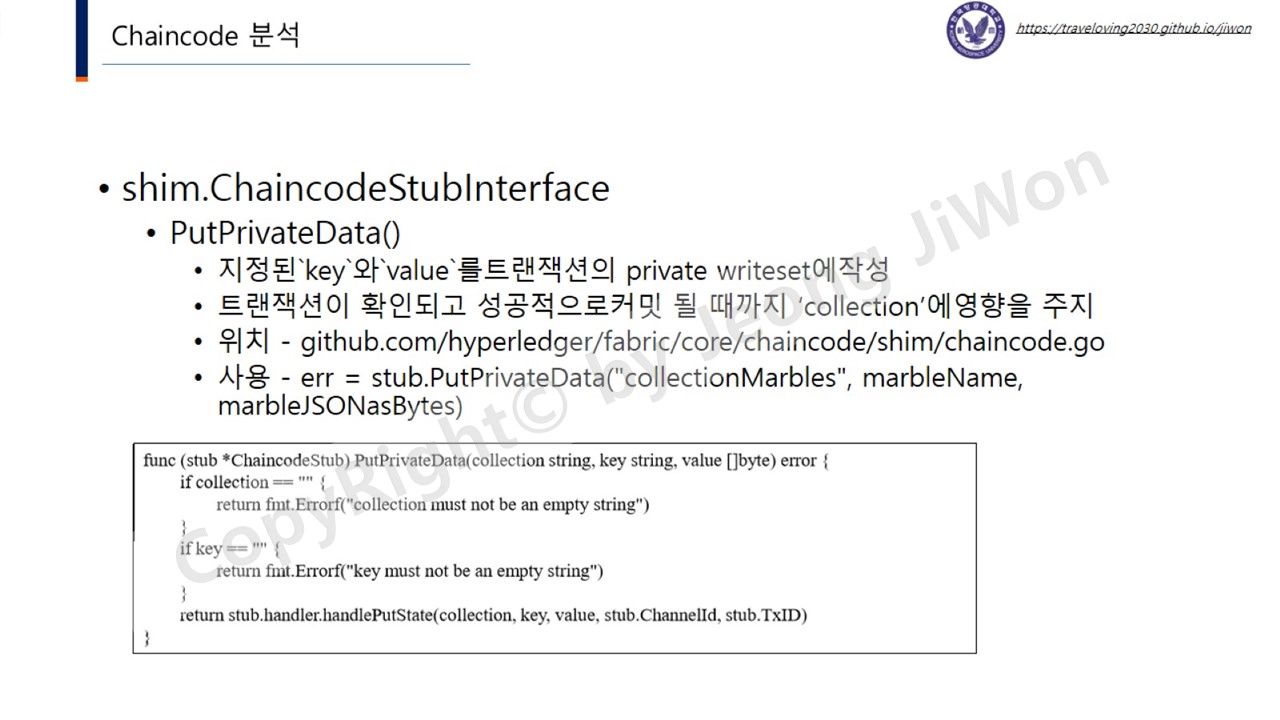 Chaincode 분석
https://traveloving2030.github.io/jiwon
• shim.ChaincodeStubInterface
• PutPrivateData()
• 지정된`key`와`value`를트랜잭션의 private writeset에작성
• 트랜잭션이 확인되고 성공적으로커밋 될 때까지 ‘collection’에영향을 주지
• 위치 - github.com/hyperledger/fabric/core/chaincode/shim/chaincode.go
• 사용 - err = stub.PutPrivateData("collectionMarbles", marbleName,
marbleJSONasBytes)
func (stub *ChaincodeStub) PutPrivateData(collection string, key string, value []byte) error {
if collection == "" {
return fmt.Errorf("collection must not be an empty string")
}
if key == "" {
return fmt.Errorf("key must not be an empty string")
}
return stub.handler.handlePutState(collection, key, value, stub.ChannelId, stub.TxID)
}
CopyRight© by Jeong JiWon